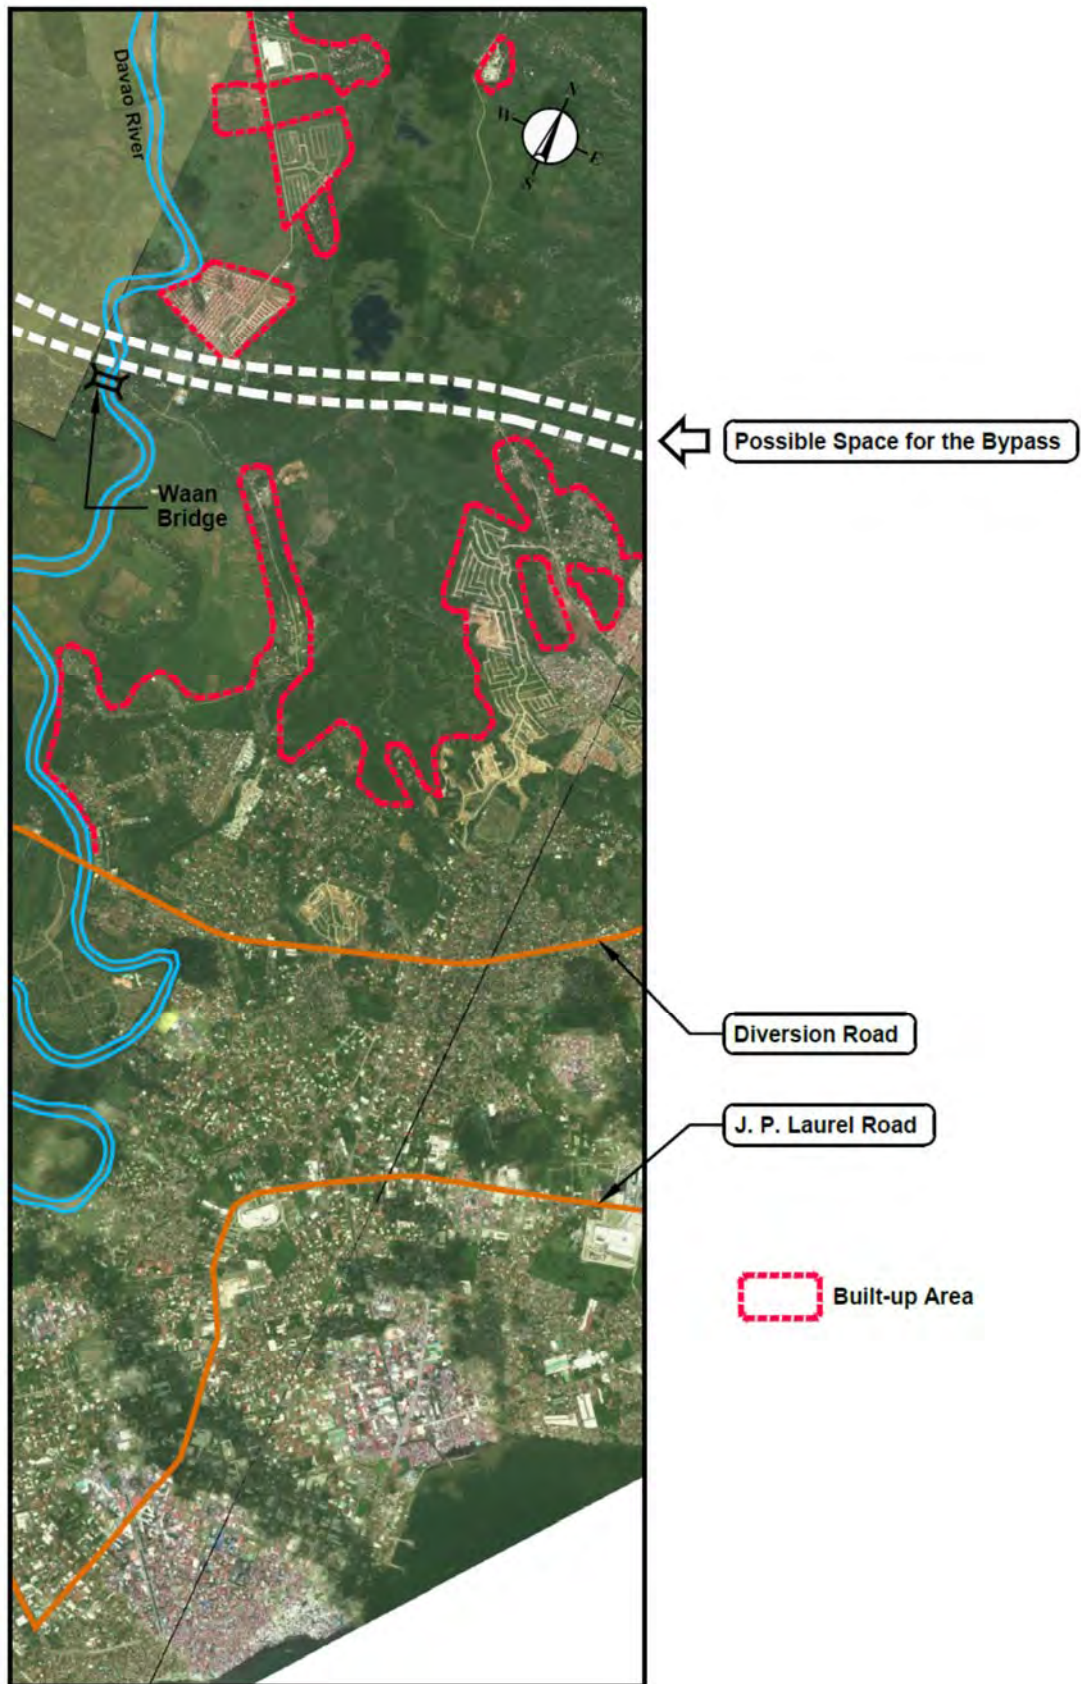 Davao River
N
W
E
S
Possible Space for the Bypass
Waan
Bridge
Diversion Road
J. P. Laurel Road
Built-up Area